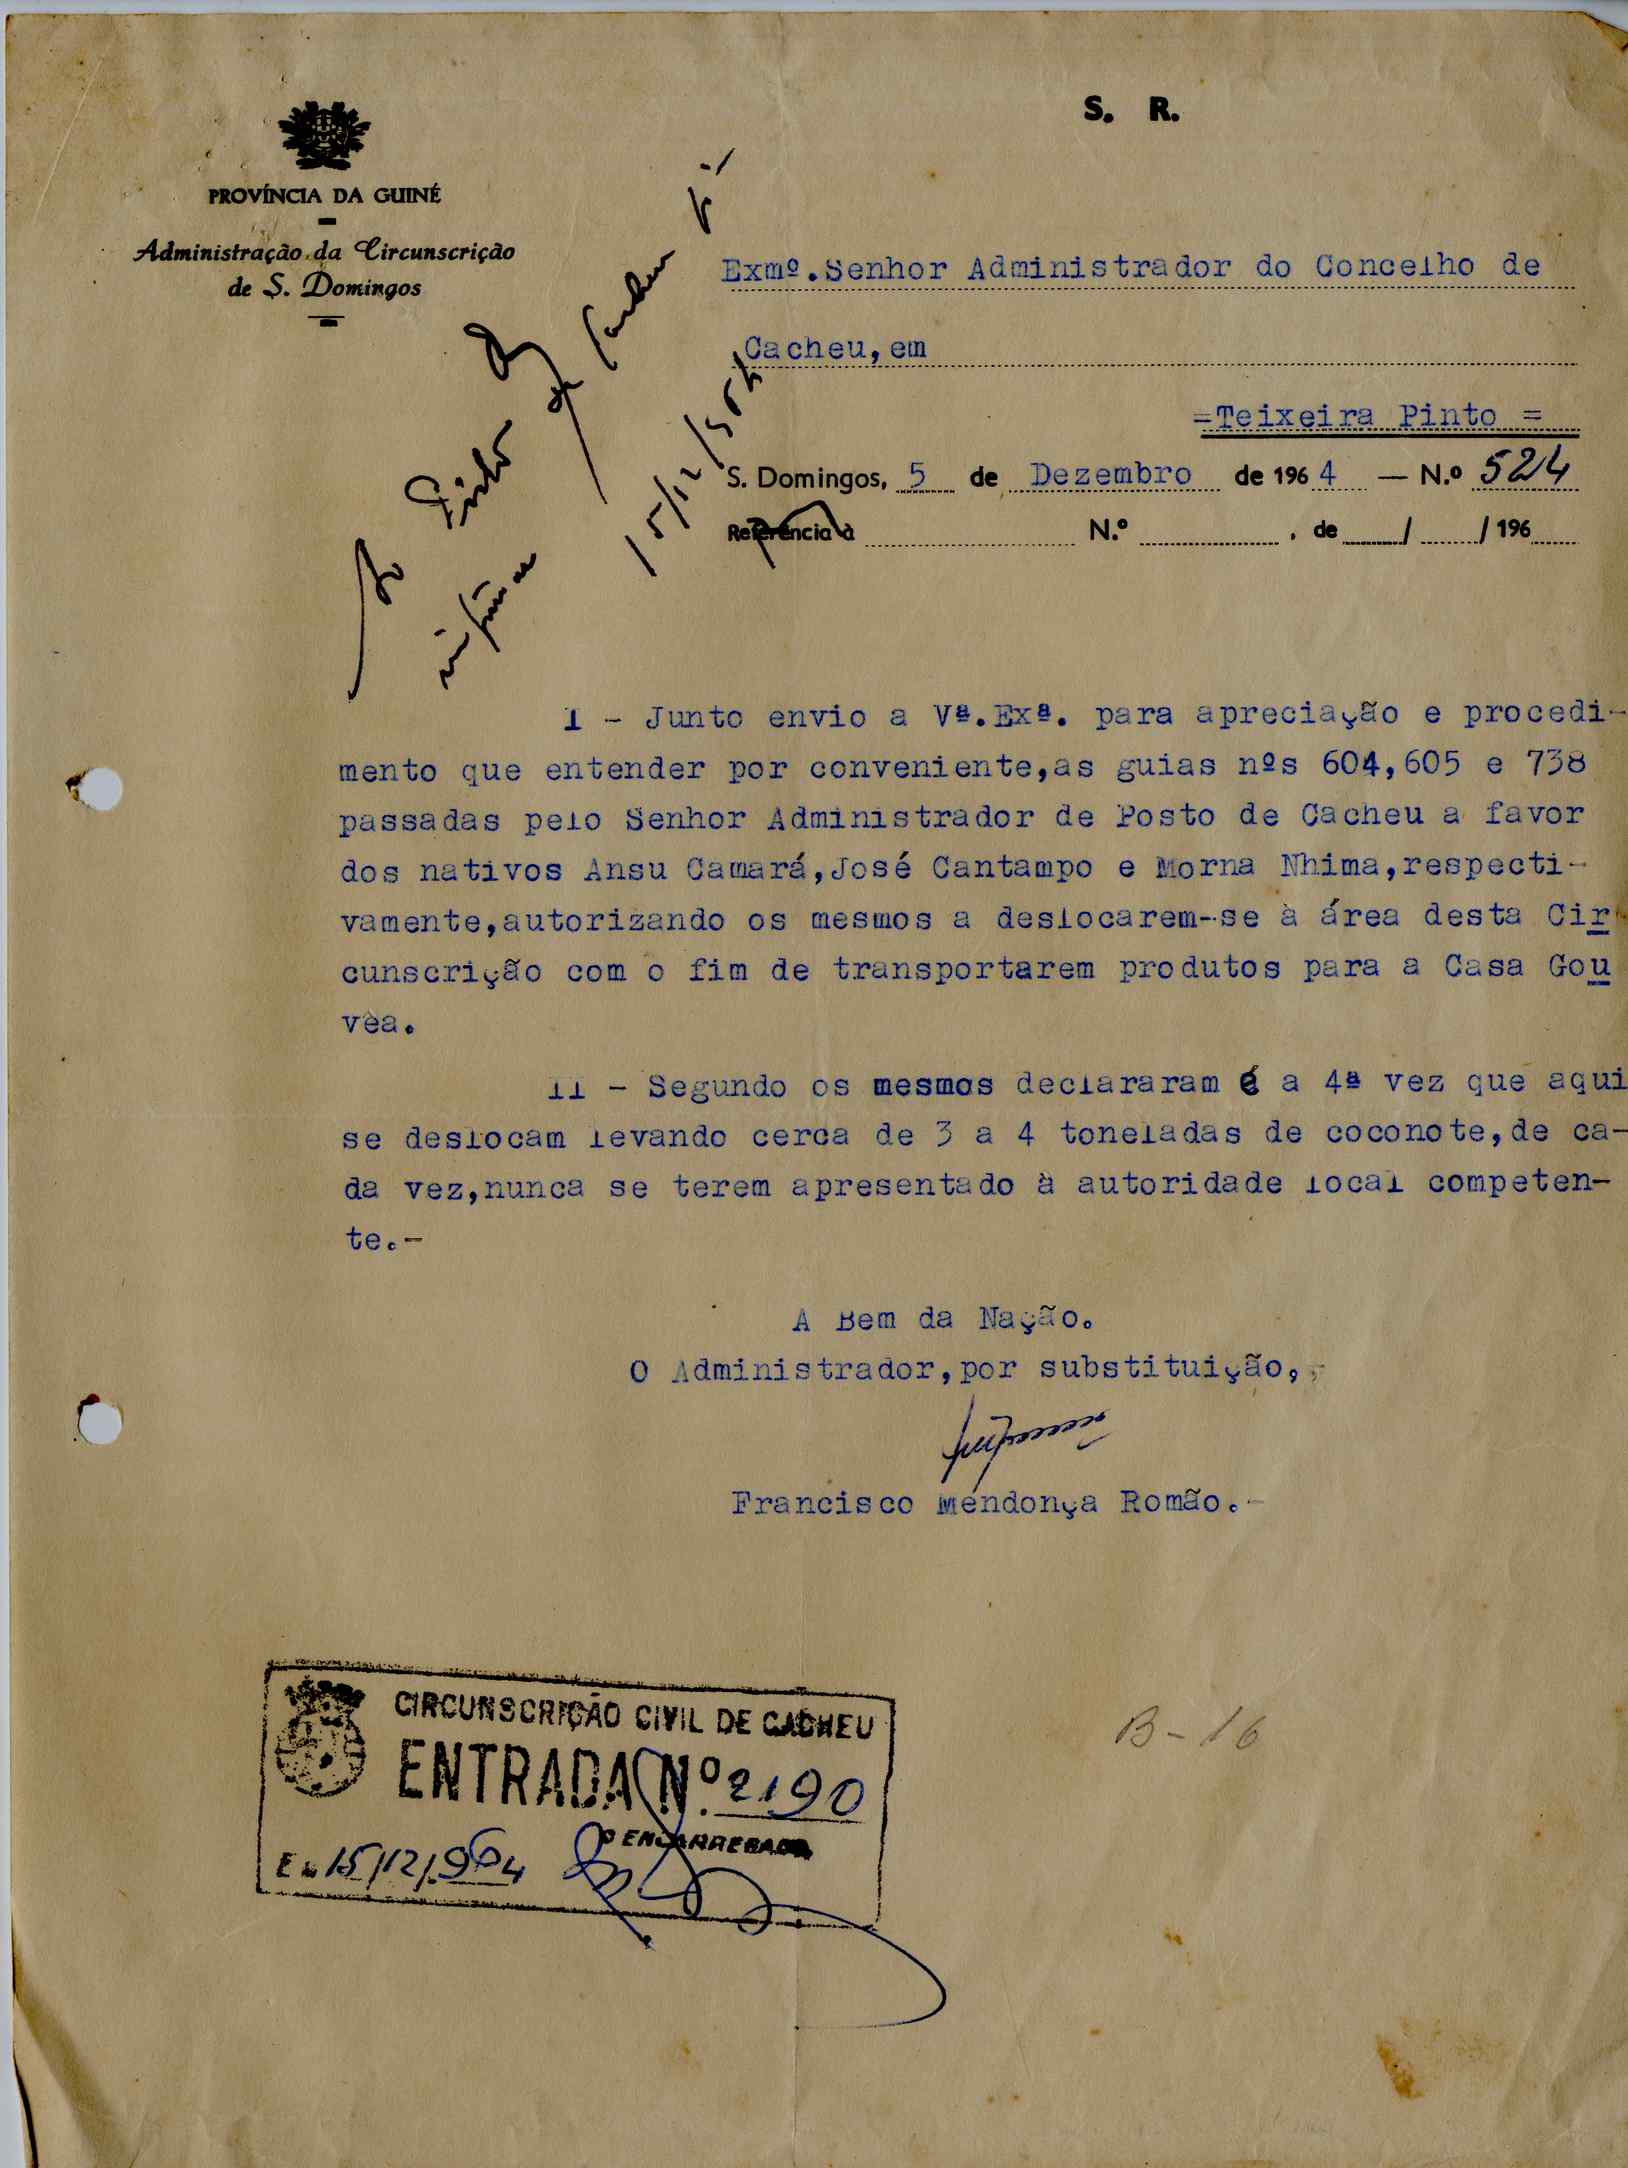 S. R.
PROVÍNCIA DA GUINÉ
Administração da Circunscrição
de S. Domingos
Exmº.Senhor Administrador do Concelho de
Cacheu,em
=Teixeira Pinto =
S. Domingos, 5 de Dezembro de 1964 — N.º 524
Referência à N.º , de / / 196
15/12/964
I - Junto envio a Vª.Exª. para apreciação e procedi-
mento que entender por conveniente,as guias nºs 604,605 e 738
passadas pelo Senhor Administrador de Posto de Cacheu a favor
dos nativos Ansu Camará,José Cantampo e Morna Nhima,respecti-
vamente,autorizando os mesmos a deslocarem-se à área desta Cir
cunscrição com o fim de transportarem produtos para a Casa Gou
vêa.
II - Segundo os mesmos declararam é a 4ª vez que aqui
se deslocam levando cerca de 3 a 4 toneladas de coconote,de ca-
da vez,nunca se terem apresentado à autoridade local competen-
te.-
A Bem da Nação.
O Administrador,por substituição,
Francisco Mendonça Romão.-
CIRCUNSCRIÇÃO CIVIL DE CACHEU
ENTRADA Nº. 2190
O ENCARREGADO
Em 15/12/964
B-16